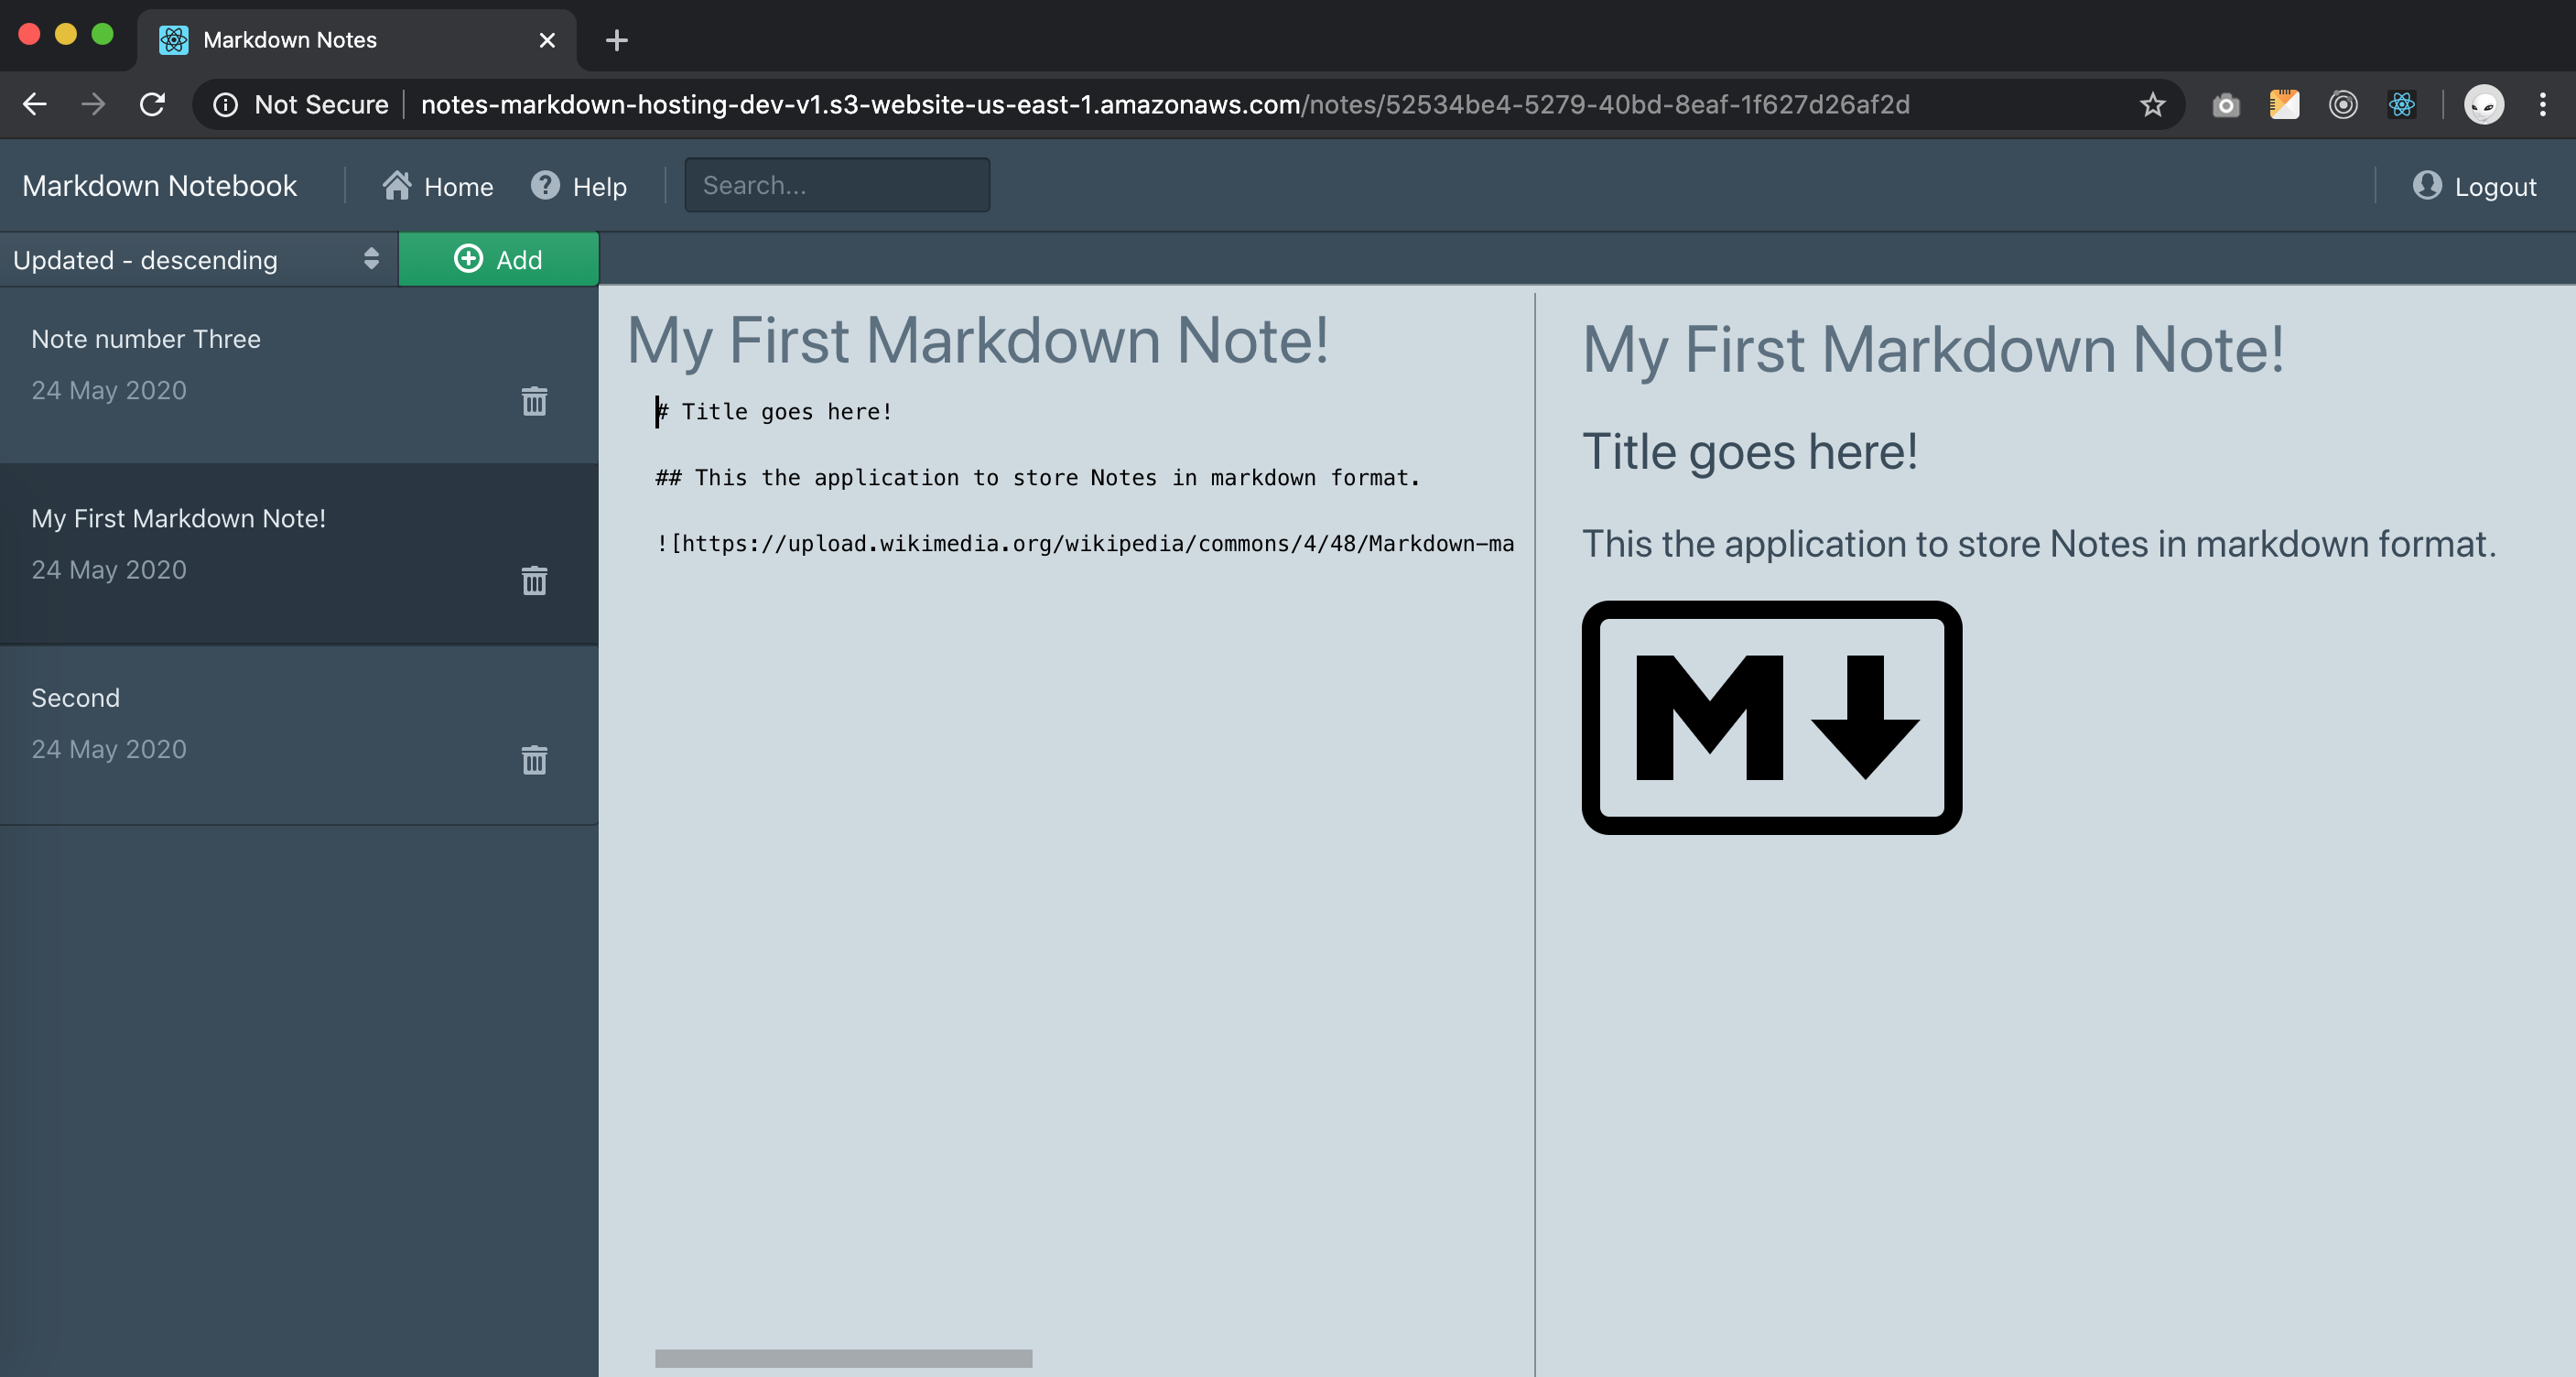 Markdown Notes
Not Secure
notes-markdown-hosting-dev-v1.s3-website-us-east-1.amazonaws.com/notes/52534be4-5279-40bd-8eaf-1f627d26af2d
Markdown Notebook
Home
Help
Search...
Logout
Updated - descending
Add
Note number Three
24 May 2020
My First Markdown Note!
24 May 2020
Second
24 May 2020
My First Markdown Note!
# Title goes here!
## This the application to store Notes in markdown format.
![https://upload.wikimedia.org/wikipedia/commons/4/48/Markdown-ma
My First Markdown Note!
Title goes here!
This the application to store Notes in markdown format.
M